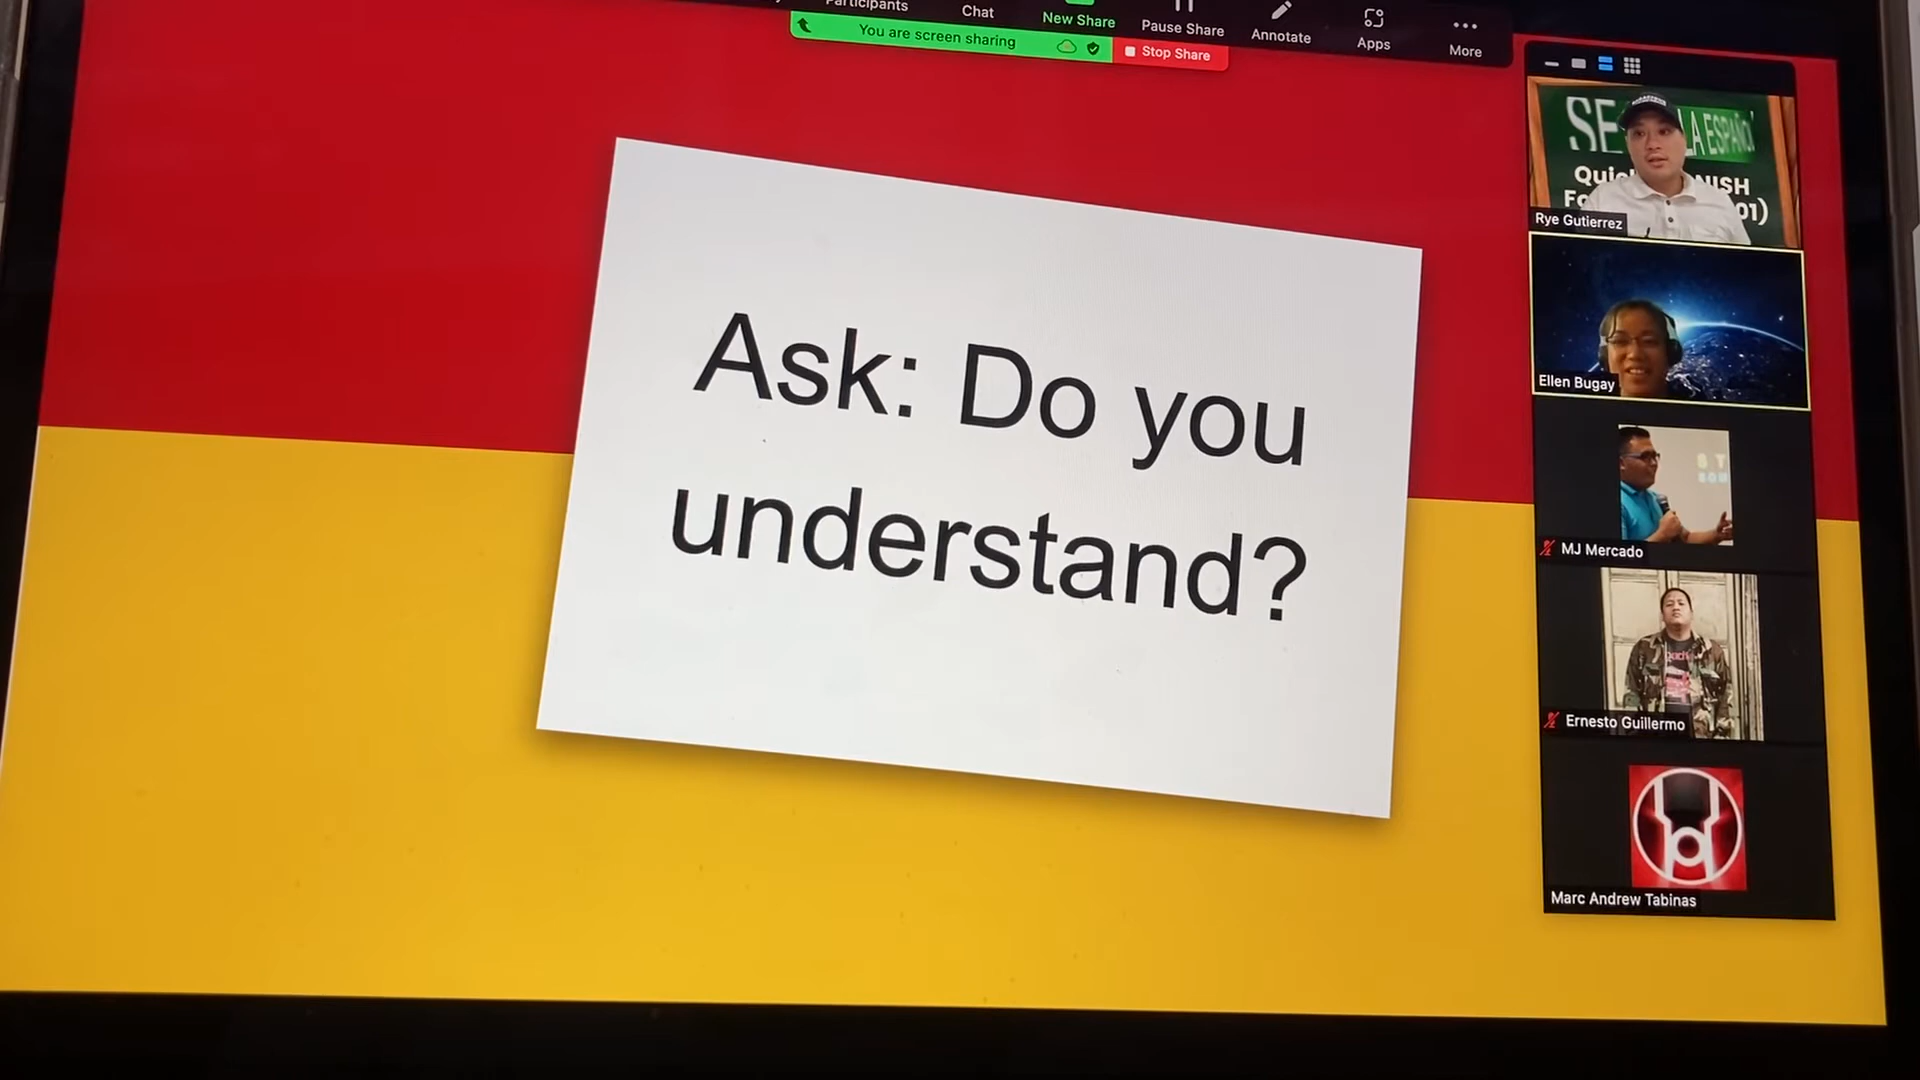 Participants
Chat
New Share
Pause Share
Annotate
Apps
More
You are screen sharing
Stop Share
Ask: Do you
understand?
Rye Gutierrez
Ellen Bugay
MJ Mercado
Ernesto Guillermo
Marc Andrew Tabinas